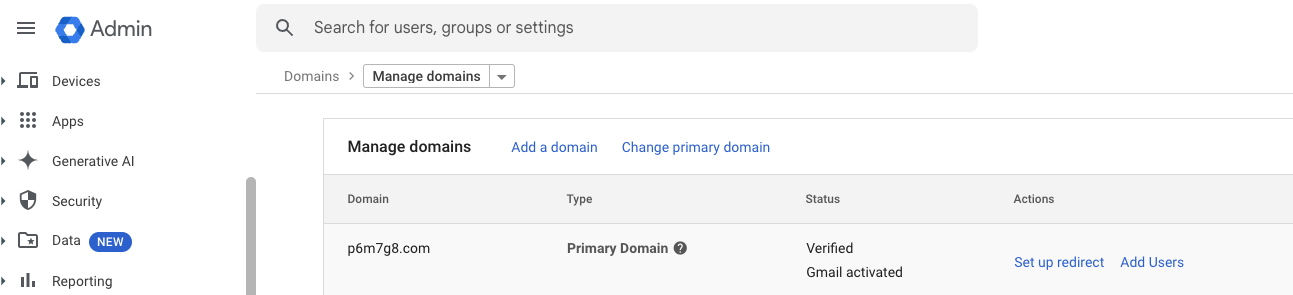 Admin
Search for users, groups or settings
Devices
Apps
Generative AI
Security
Data NEW
Reporting
Domains > Manage domains
Manage domains Add a domain Change primary domain
Domain Type Status Actions
p6m7g8.com Primary Domain ? Verified
Gmail activated
Set up redirect Add Users